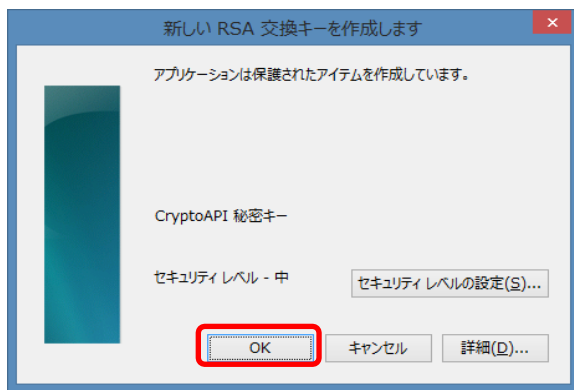 新しい RSA 交換キーを作成します
アプリケーションは保護されたアイテムを作成しています。
CryptoAPI 秘密キー
セキュリティ レベル - 中
セキュリティ レベルの設定(S)...
OK
キャンセル
詳細(D)...